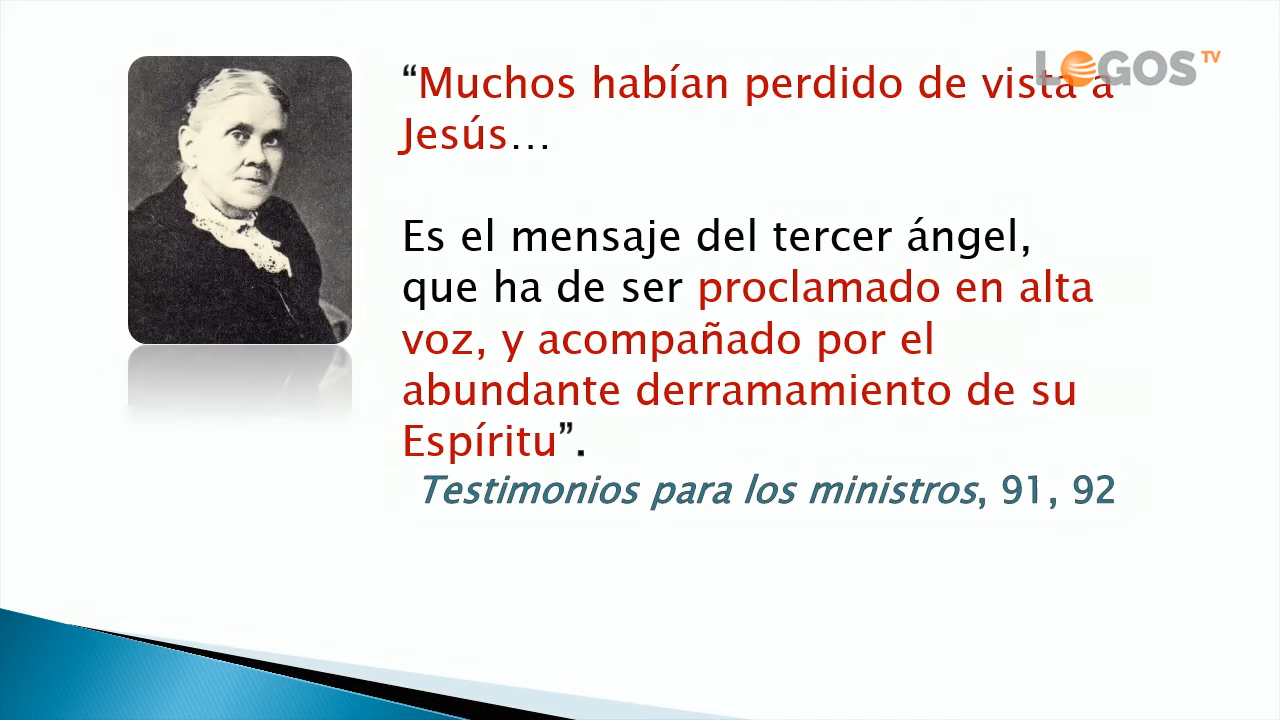 LOGOS TV
“Muchos habían perdido de vista a
Jesús…
Es el mensaje del tercer ángel,
que ha de ser proclamado en alta
voz, y acompañado por el
abundante derramamiento de su
Espíritu”.
Testimonios para los ministros, 91, 92